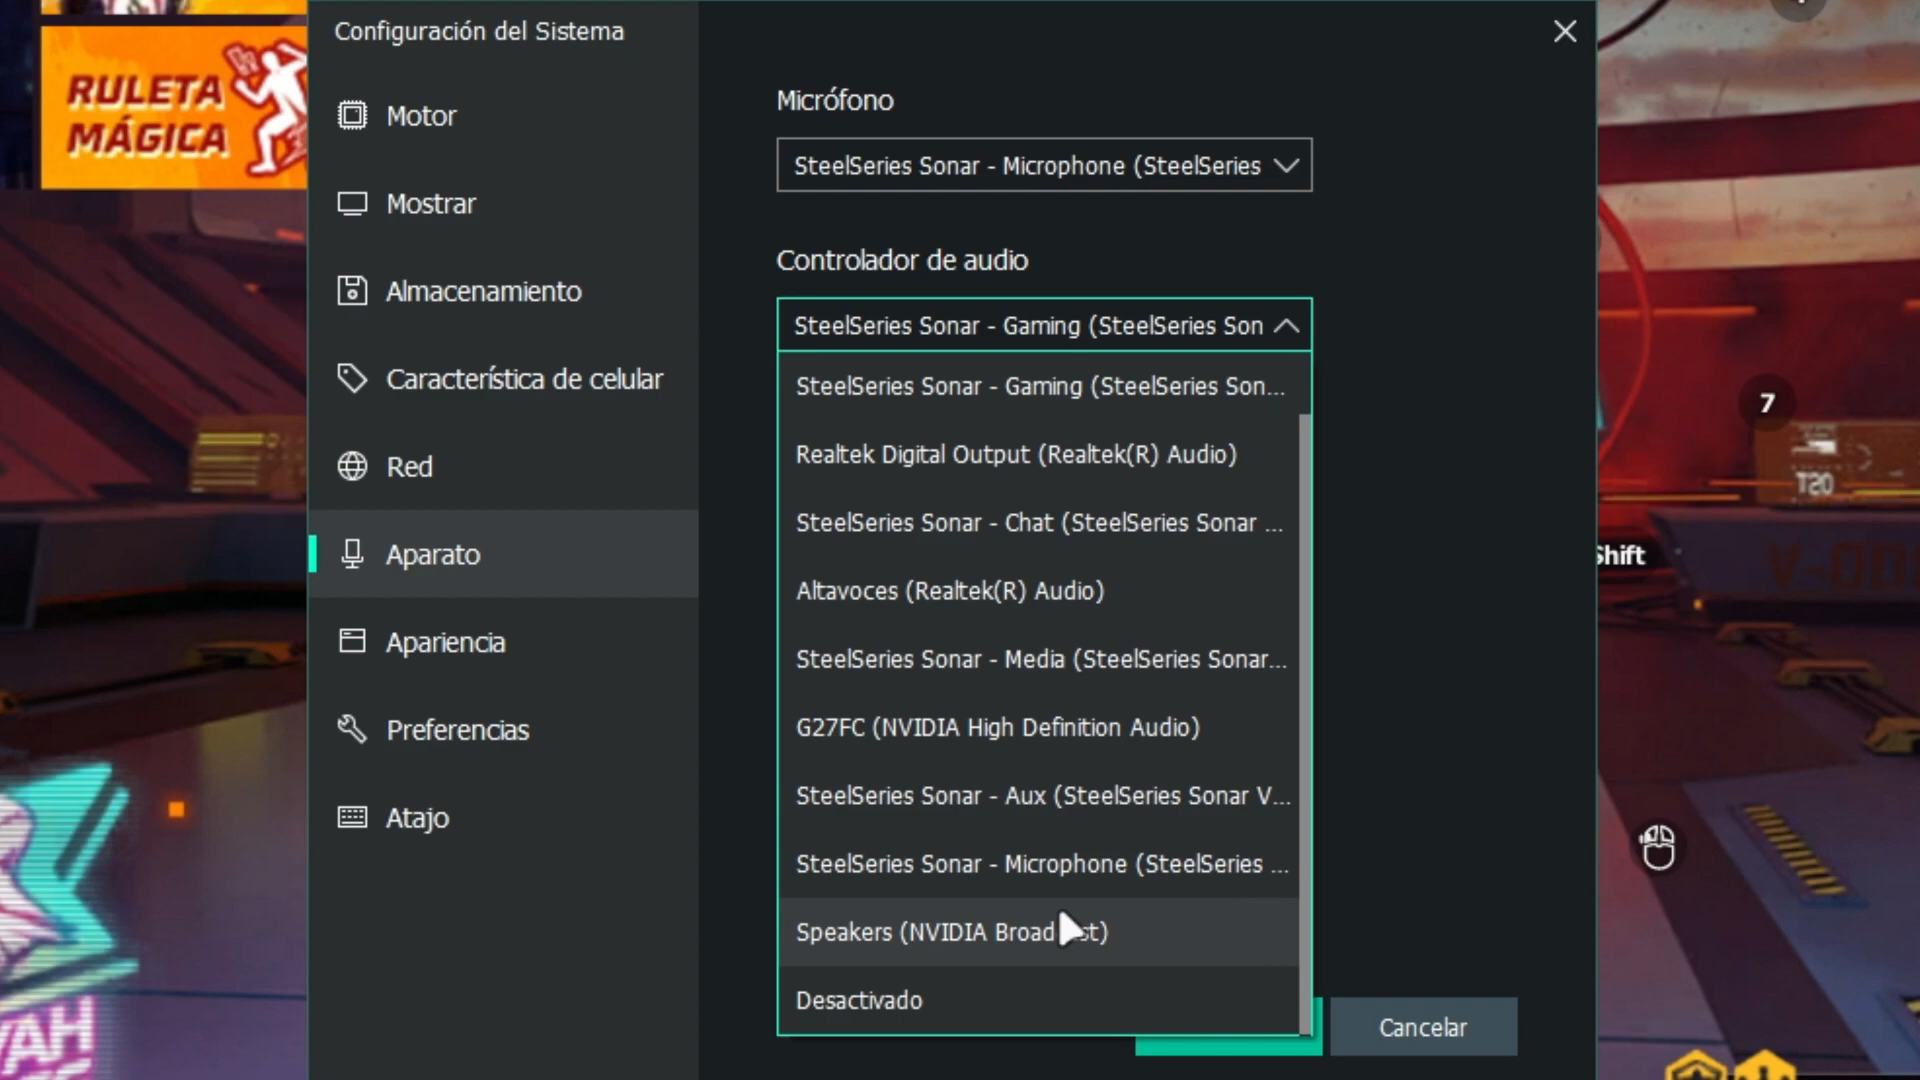 Configuración del Sistema
RULETA
MÁGICA
Motor
Mostrar
Almacenamiento
Característica de celular
Red
Aparato
Apariencia
Preferencias
Atajo
Micrófono
SteelSeries Sonar - Microphone (SteelSeries
Controlador de audio
SteelSeries Sonar - Gaming (SteelSeries Son
SteelSeries Sonar - Gaming (SteelSeries Son...
Realtek Digital Output (Realtek(R) Audio)
SteelSeries Sonar - Chat (SteelSeries Sonar ...
Altavoces (Realtek(R) Audio)
SteelSeries Sonar - Media (SteelSeries Sonar...
G27FC (NVIDIA High Definition Audio)
SteelSeries Sonar - Aux (SteelSeries Sonar V...
SteelSeries Sonar - Microphone (SteelSeries ...
Speakers (NVIDIA Broadcast)
Desactivado
Cancelar
7
Shift
YAH